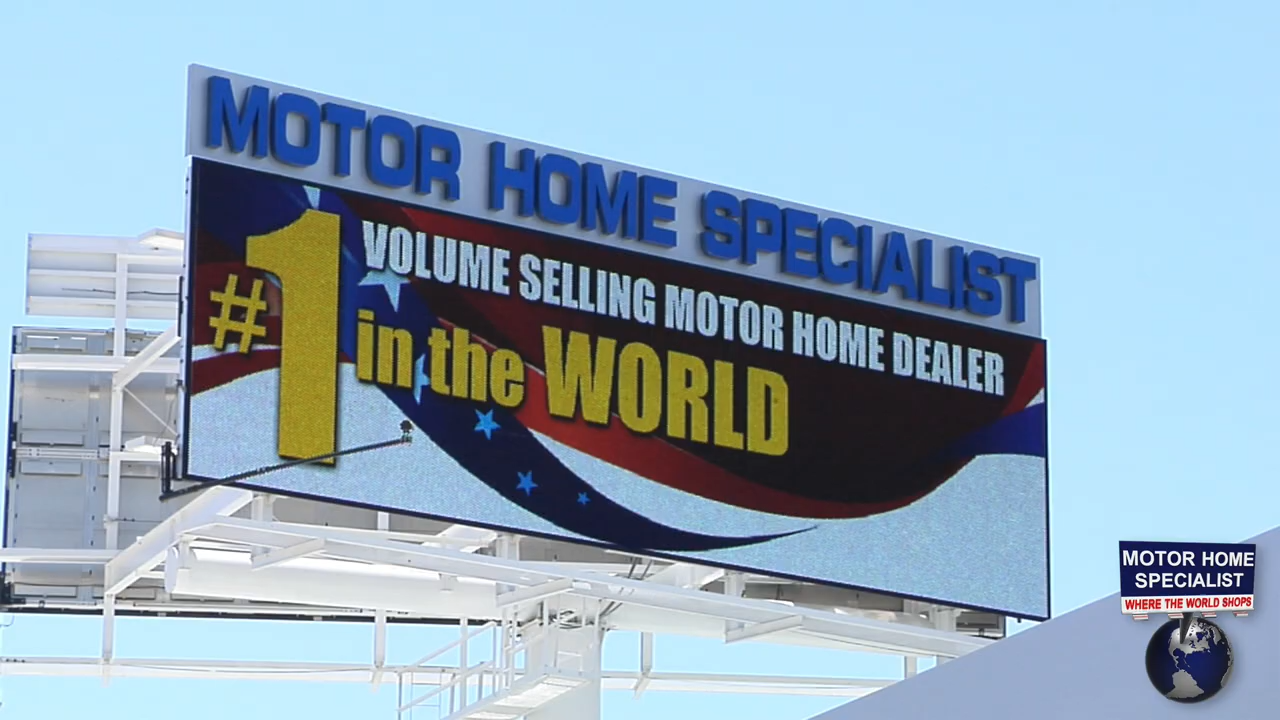 MOTOR HOME SPECIALIST
#1
VOLUME SELLING MOTOR HOME DEALER
in the WORLD
MOTOR HOME
SPECIALIST
WHERE THE WORLD SHOPS